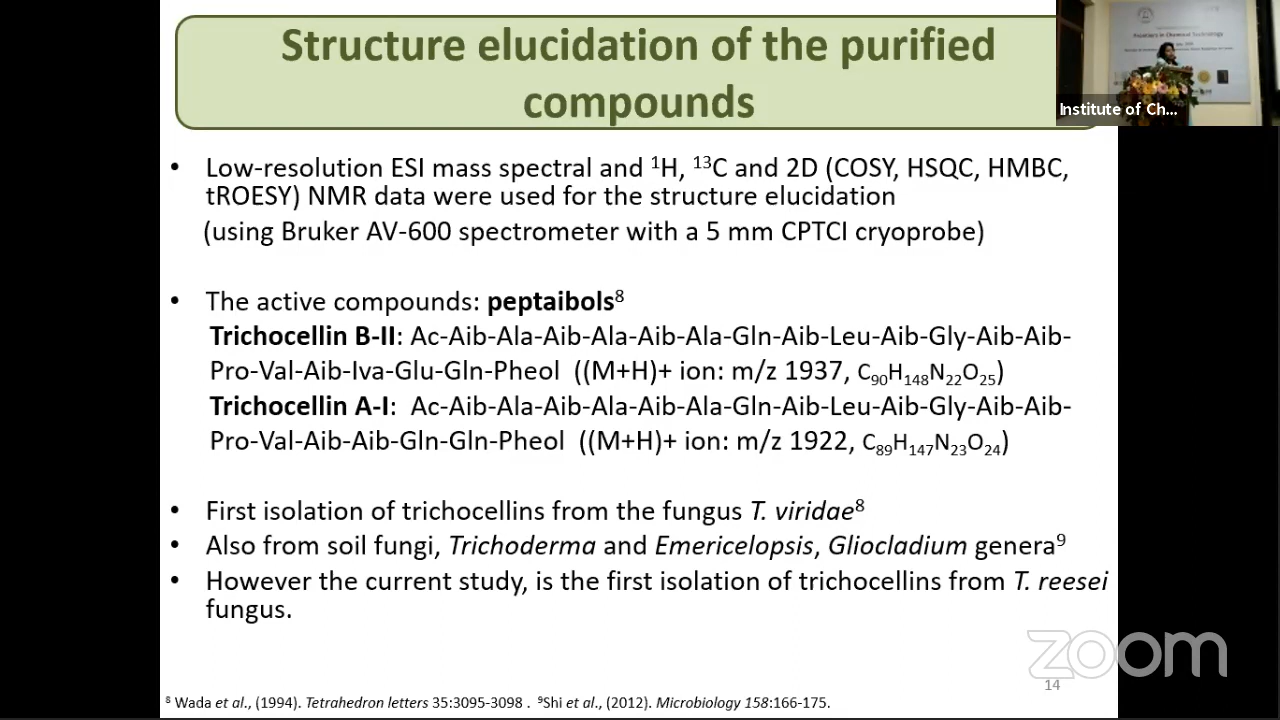 Structure elucidation of the purified
compounds
Institute of Ch...
Frontiers in Chemical Technology
• Low-resolution ESI mass spectral and ¹H, ¹³C and 2D (COSY, HSQC, HMBC,
tROESY) NMR data were used for the structure elucidation
(using Bruker AV-600 spectrometer with a 5 mm CPTCI cryoprobe)
• The active compounds: peptaibols⁸
Trichocellin B-II: Ac-Aib-Ala-Aib-Ala-Aib-Ala-Gln-Aib-Leu-Aib-Gly-Aib-Aib-
Pro-Val-Aib-Iva-Glu-Gln-Pheol ((M+H)+ ion: m/z 1937, C₉₀H₁₄₈N₂₂O₂₅)
Trichocellin A-I: Ac-Aib-Ala-Aib-Ala-Aib-Ala-Gln-Aib-Leu-Aib-Gly-Aib-Aib-
Pro-Val-Aib-Aib-Gln-Gln-Pheol ((M+H)+ ion: m/z 1922, C₈₉H₁₄₇N₂₃O₂₄)
• First isolation of trichocellins from the fungus T. viridae⁸
• Also from soil fungi, Trichoderma and Emericelopsis, Gliocladium genera⁹
• However the current study, is the first isolation of trichocellins from T. reesei
fungus.
zoom
14
⁸ Wada et al., (1994). Tetrahedron letters 35:3095-3098 . ⁹Shi et al., (2012). Microbiology 158:166-175.